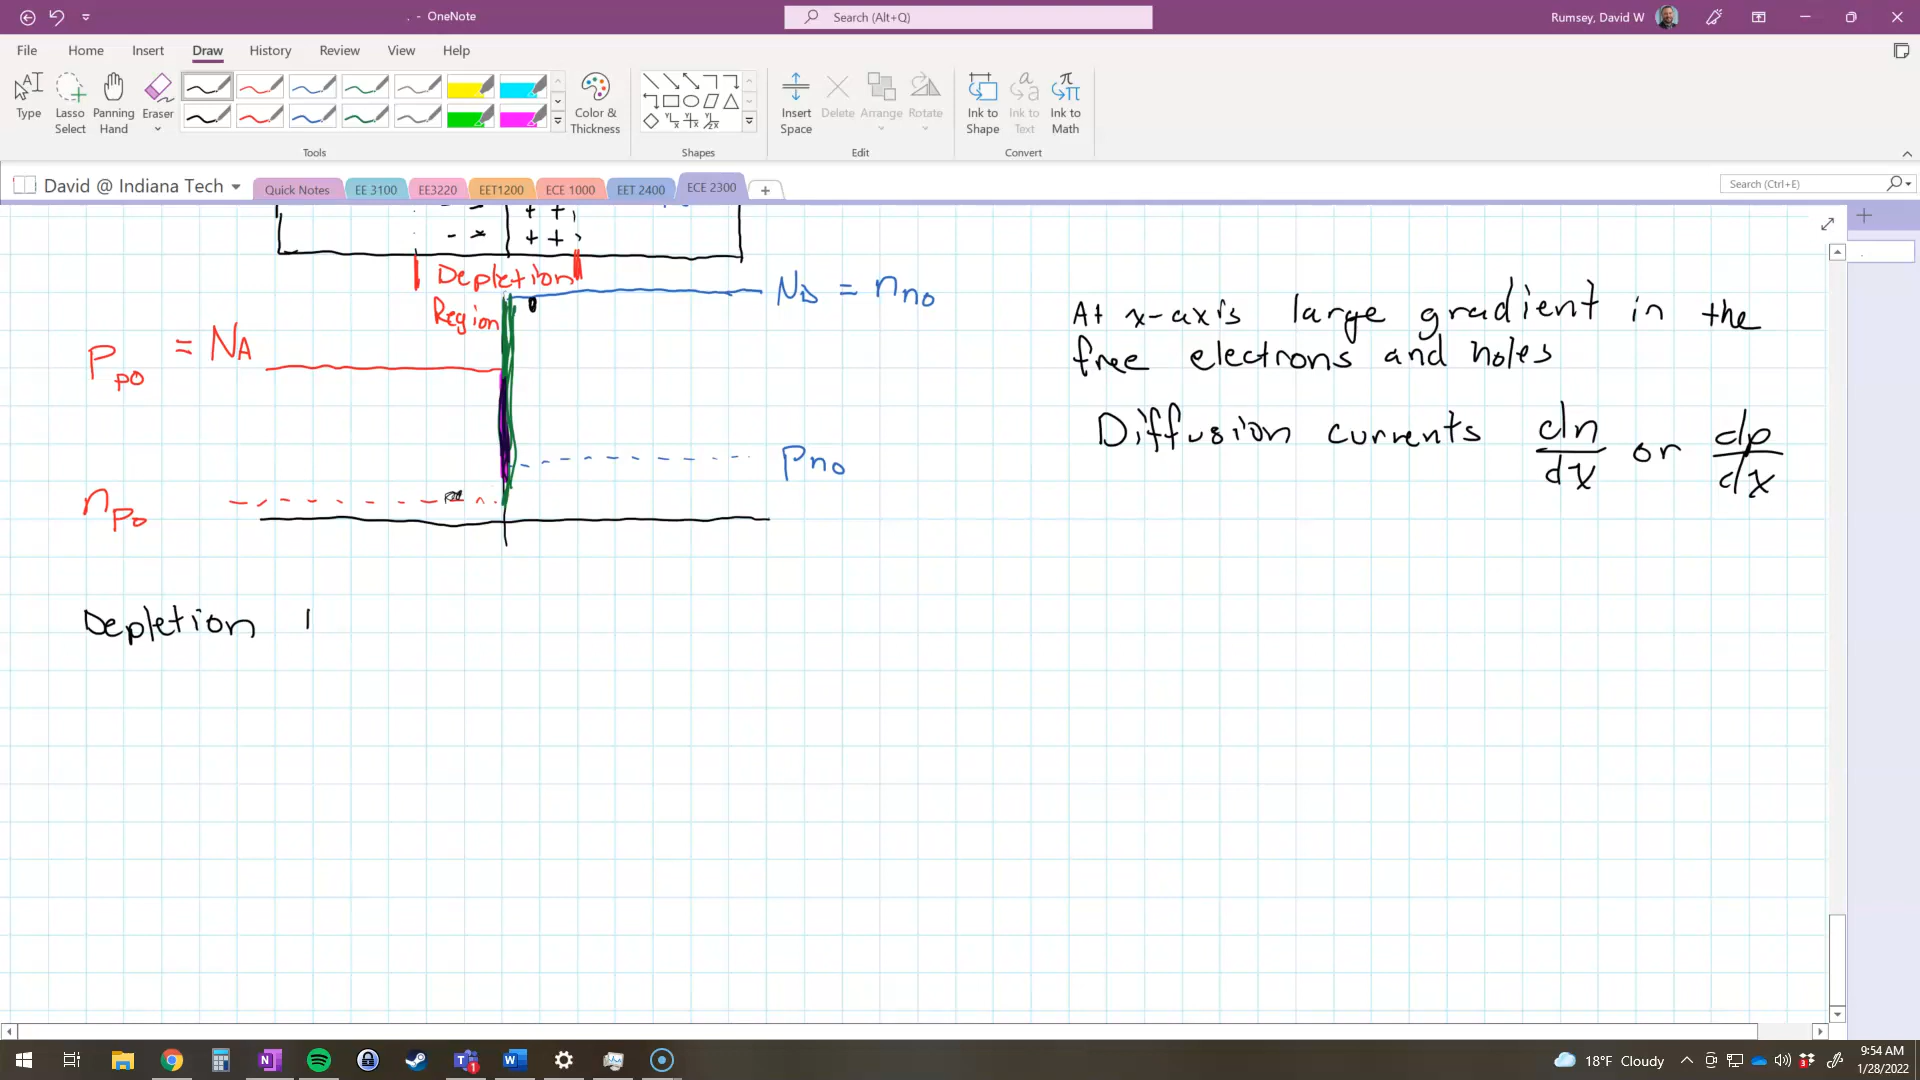 . - OneNote
Search (Alt+Q)
Rumsey, David W
File Home Insert Draw History Review View Help
Type
Lasso Select
Panning Hand
Eraser
Color & Thickness
Insert Space
Delete
Arrange
Rotate
Ink to Shape
Ink to Text
Ink to Math
Tools Shapes Edit Convert
David @ Indiana Tech
Quick Notes EE 3100 EE3220 EET1200 ECE 1000 EET 2400 ECE 2300
Search (Ctrl+E)
- - + +
- - + +
Depletion
Region
ND = nno
Ppo = NA
Pno
npo
At x-axis large gradient in the
free electrons and holes
Diffusion currents dn/dx or dp/dx
Depletion
18°F Cloudy
9:54 AM
1/28/2022